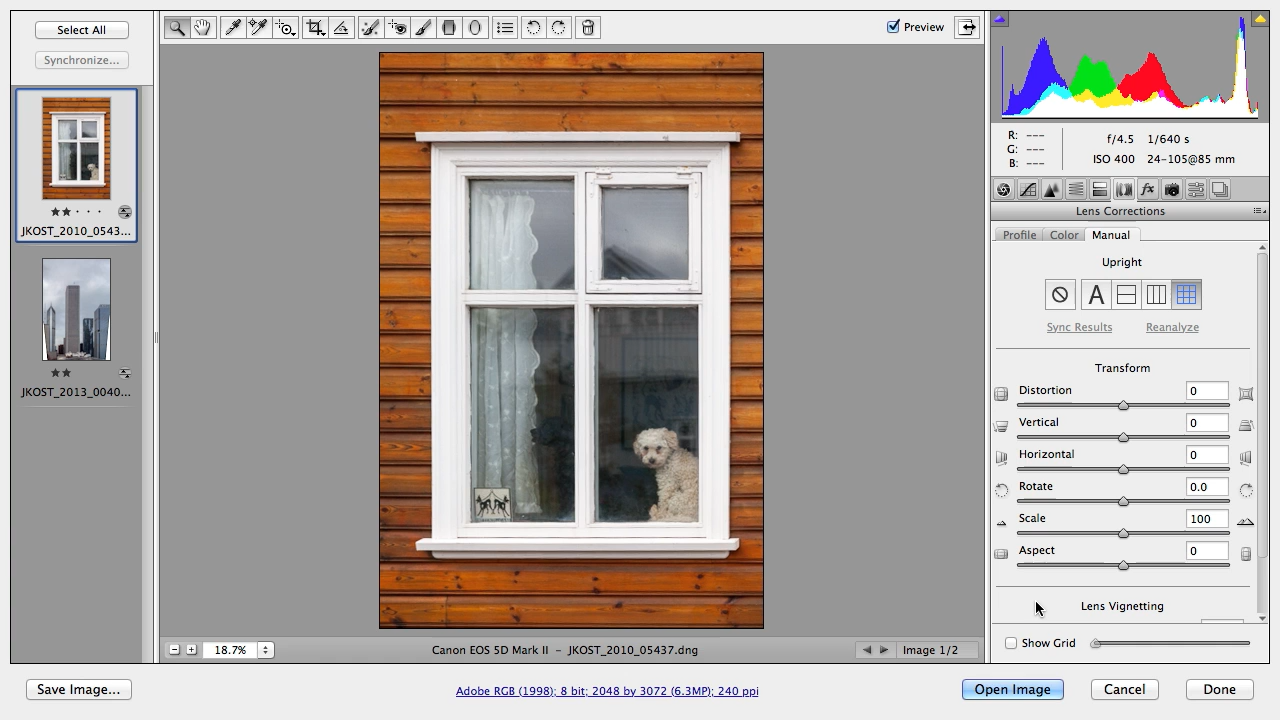 Select All
Synchronize...
JKOST_2010_0543...
JKOST_2013_0040...
Preview
R: ---
G: ---
B: ---
f/4.5 1/640 s
ISO 400 24-105@85 mm
fx
Lens Corrections
Profile Color Manual
Upright
A
Sync Results Reanalyze
Transform
Distortion 0
Vertical 0
Horizontal 0
Rotate 0.0
Scale 100
Aspect 0
Lens Vignetting
Show Grid
18.7%
Canon EOS 5D Mark II – JKOST_2010_05437.dng
Image 1/2
Save Image...
Adobe RGB (1998); 8 bit; 2048 by 3072 (6.3MP); 240 ppi
Open Image
Cancel
Done